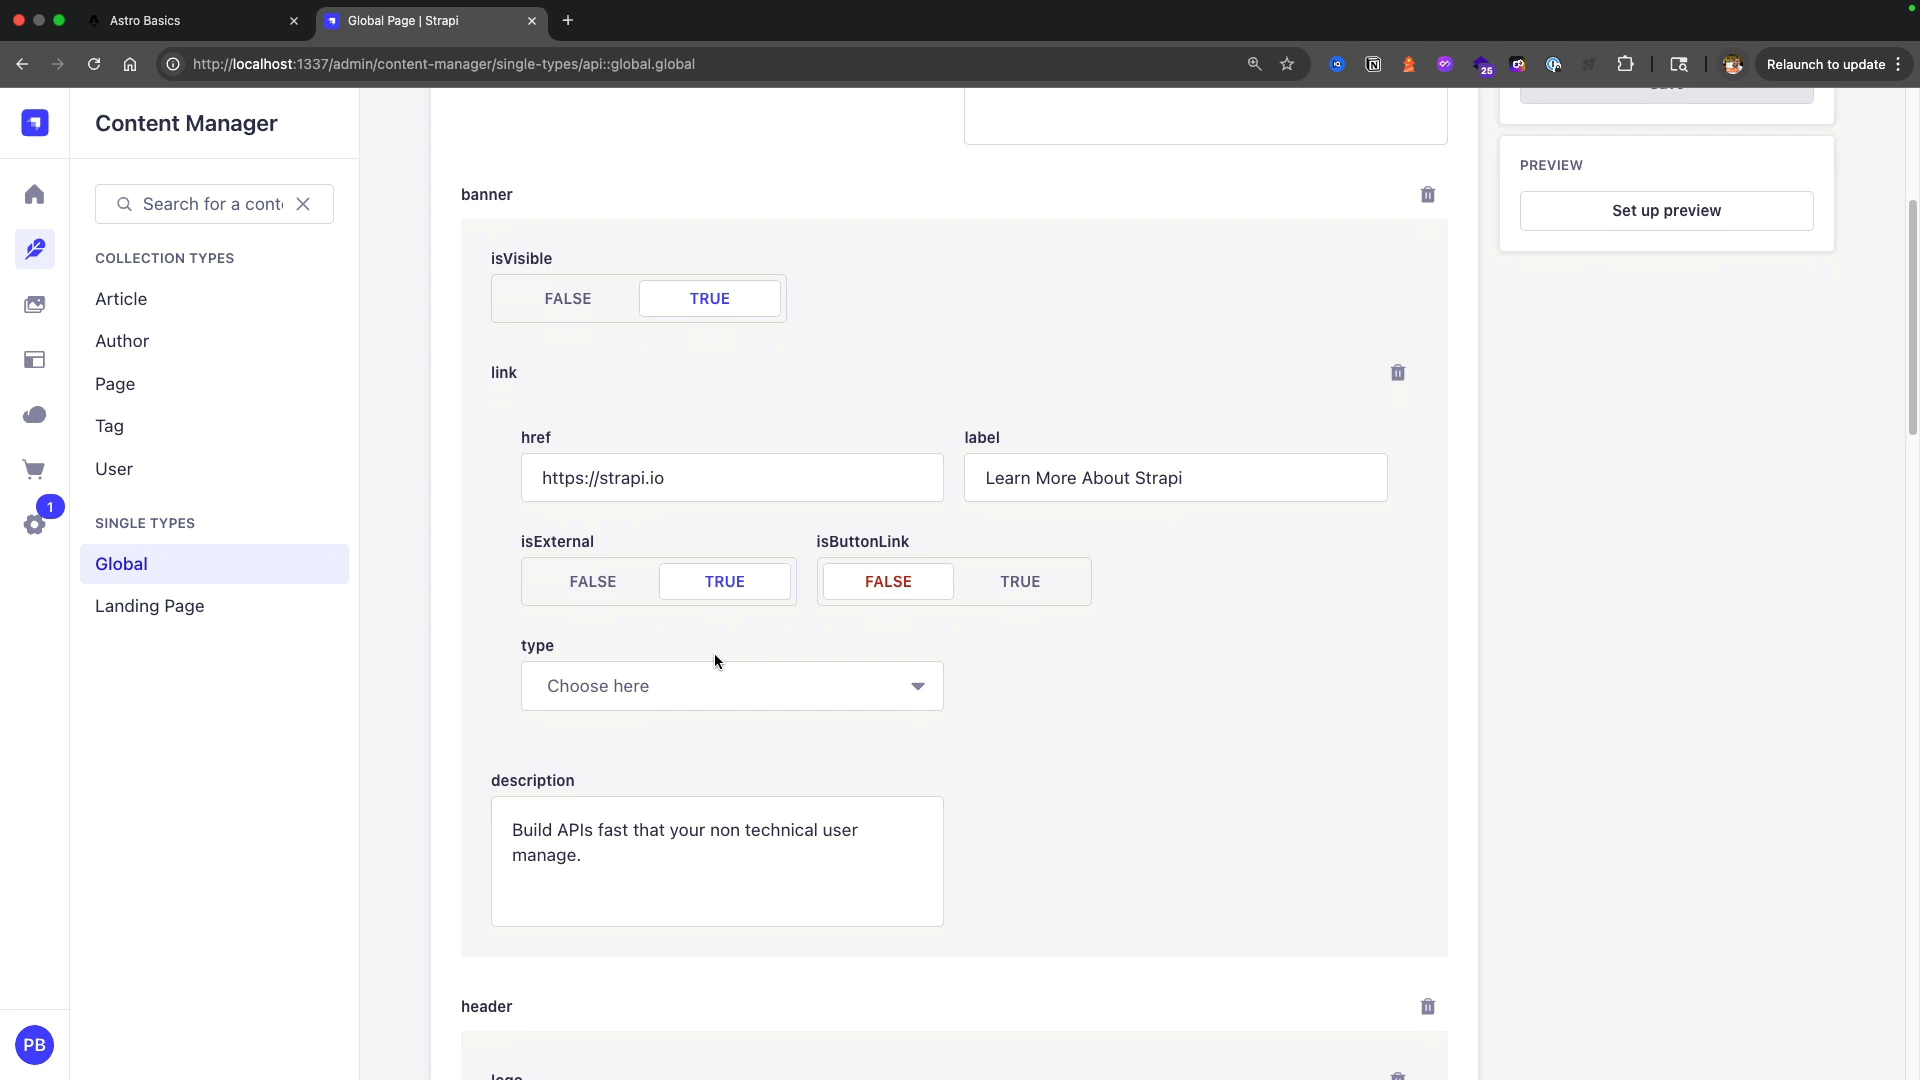 Astro Basics
Global Page | Strapi
http://localhost:1337/admin/content-manager/single-types/api::global.global
25
Relaunch to update
Content Manager
Search for a cont
COLLECTION TYPES
Article
Author
Page
Tag
User
1
SINGLE TYPES
Global
Landing Page
PB
banner
isVisible
FALSE
TRUE
link
href
label
https://strapi.io
Learn More About Strapi
isExternal
isButtonLink
FALSE
TRUE
FALSE
TRUE
type
Choose here
description
Build APIs fast that your non technical user
manage.
header
logo
PREVIEW
Set up preview